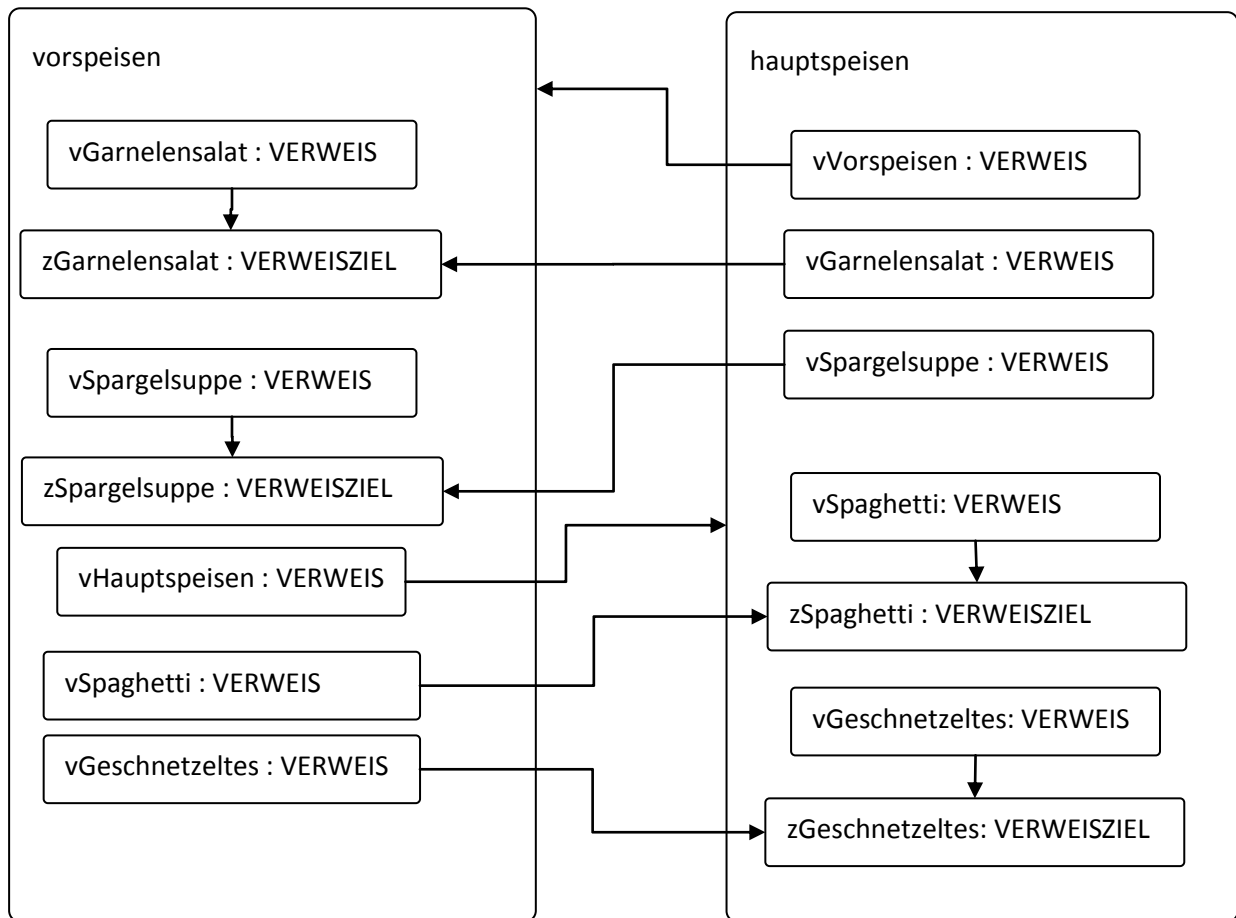 vorspeisen
vGarnelensalat : VERWEIS
zGarnelensalat : VERWEISZIEL
vSpargelsuppe : VERWEIS
zSpargelsuppe : VERWEISZIEL
vHauptspeisen : VERWEIS
vSpaghetti : VERWEIS
vGeschnetzeltes : VERWEIS
hauptspeisen
vVorspeisen : VERWEIS
vGarnelensalat : VERWEIS
vSpargelsuppe : VERWEIS
vSpaghetti: VERWEIS
zSpaghetti : VERWEISZIEL
vGeschnetzeltes: VERWEIS
zGeschnetzeltes: VERWEISZIEL